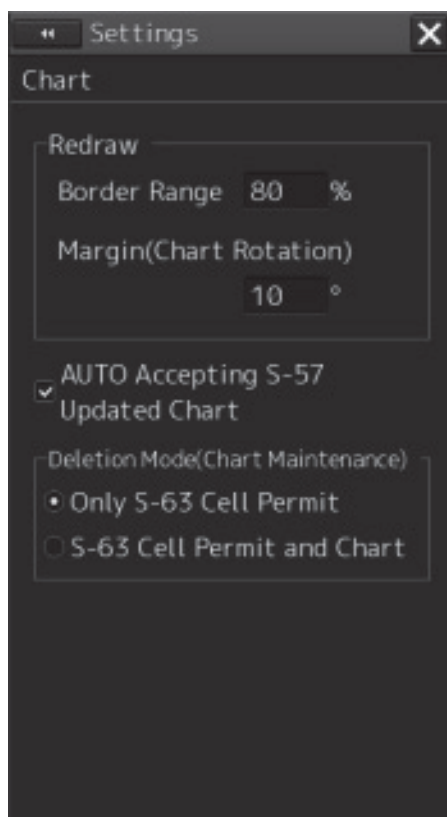 Settings
Chart
Redraw
Border Range 80 %
Margin(Chart Rotation)
10 °
AUTO Accepting S-57
Updated Chart
Deletion Mode(Chart Maintenance)
Only S-63 Cell Permit
S-63 Cell Permit and Chart